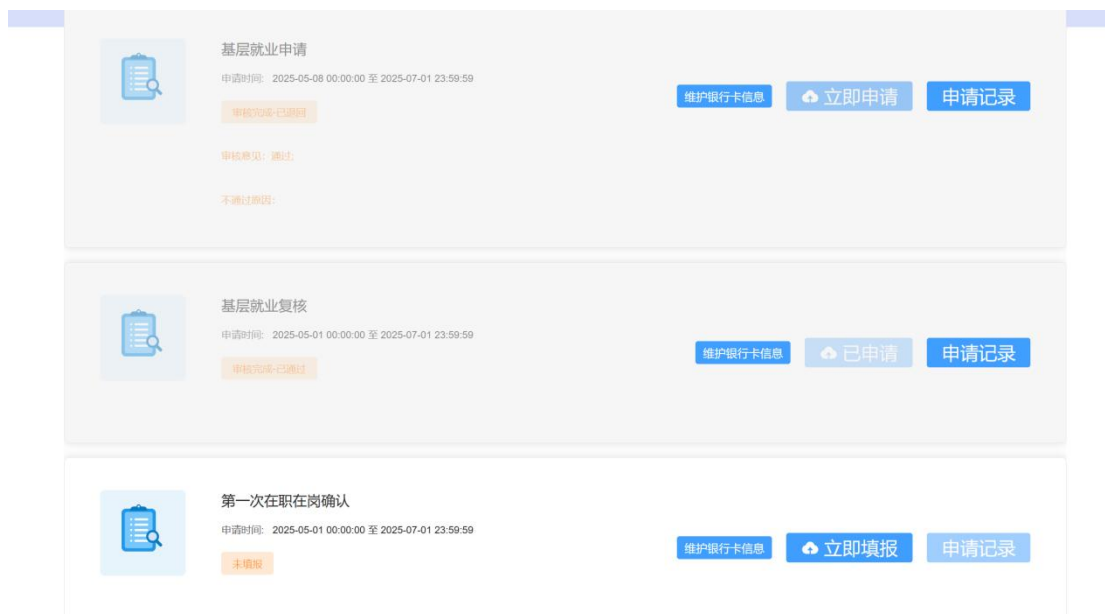 基层就业申请
申请时间: 2025-05-08 00:00:00 至 2025-07-01 23:59:59
维护银行卡信息 立即申请 申请记录
审核完成-已退回
审核意见: 通过;
不通过原因:
基层就业复核
申请时间: 2025-05-01 00:00:00 至 2025-07-01 23:59:59
维护银行卡信息 已申请 申请记录
审核完成-已通过
第一次在职在岗确认
申请时间: 2025-05-01 00:00:00 至 2025-07-01 23:59:59
维护银行卡信息 立即填报 申请记录
未填报